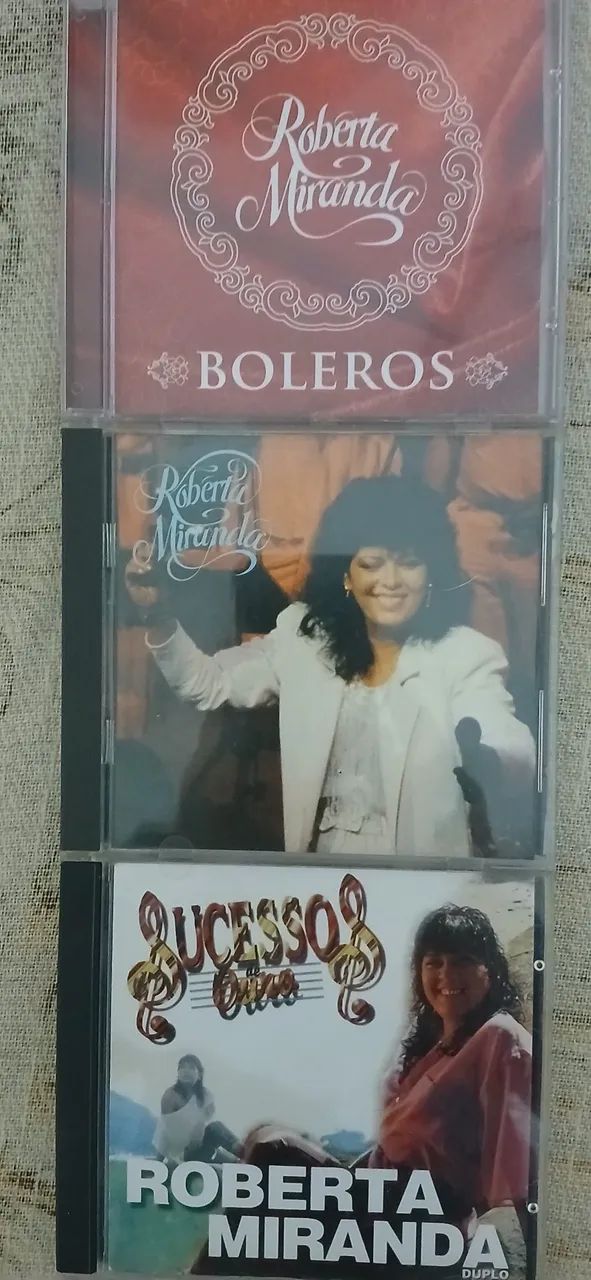 Roberta
Miranda
BOLEROS
Roberta
Miranda
SUCESSOS
de
Ouro
ROBERTA
MIRANDA
DUPLO